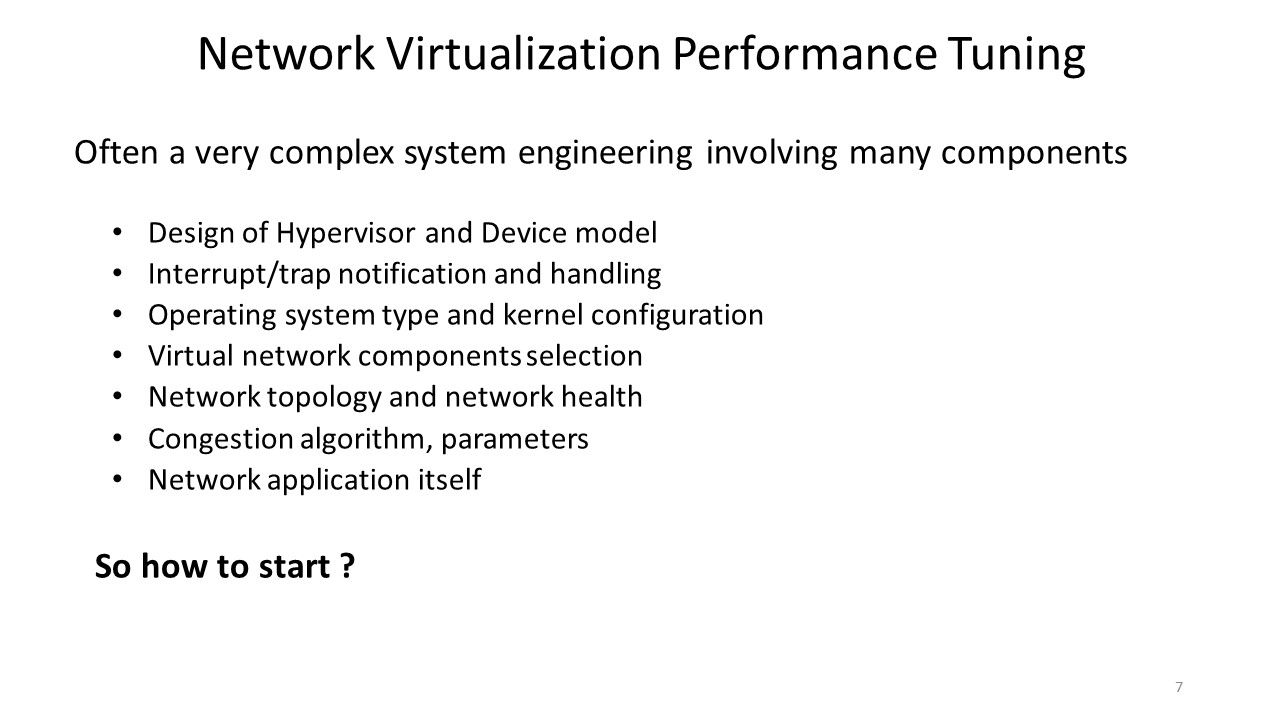 Network Virtualization Performance Tuning
Often a very complex system engineering involving many components
• Design of Hypervisor and Device model
• Interrupt/trap notification and handling
• Operating system type and kernel configuration
• Virtual network components selection
• Network topology and network health
• Congestion algorithm, parameters
• Network application itself
So how to start ?
7